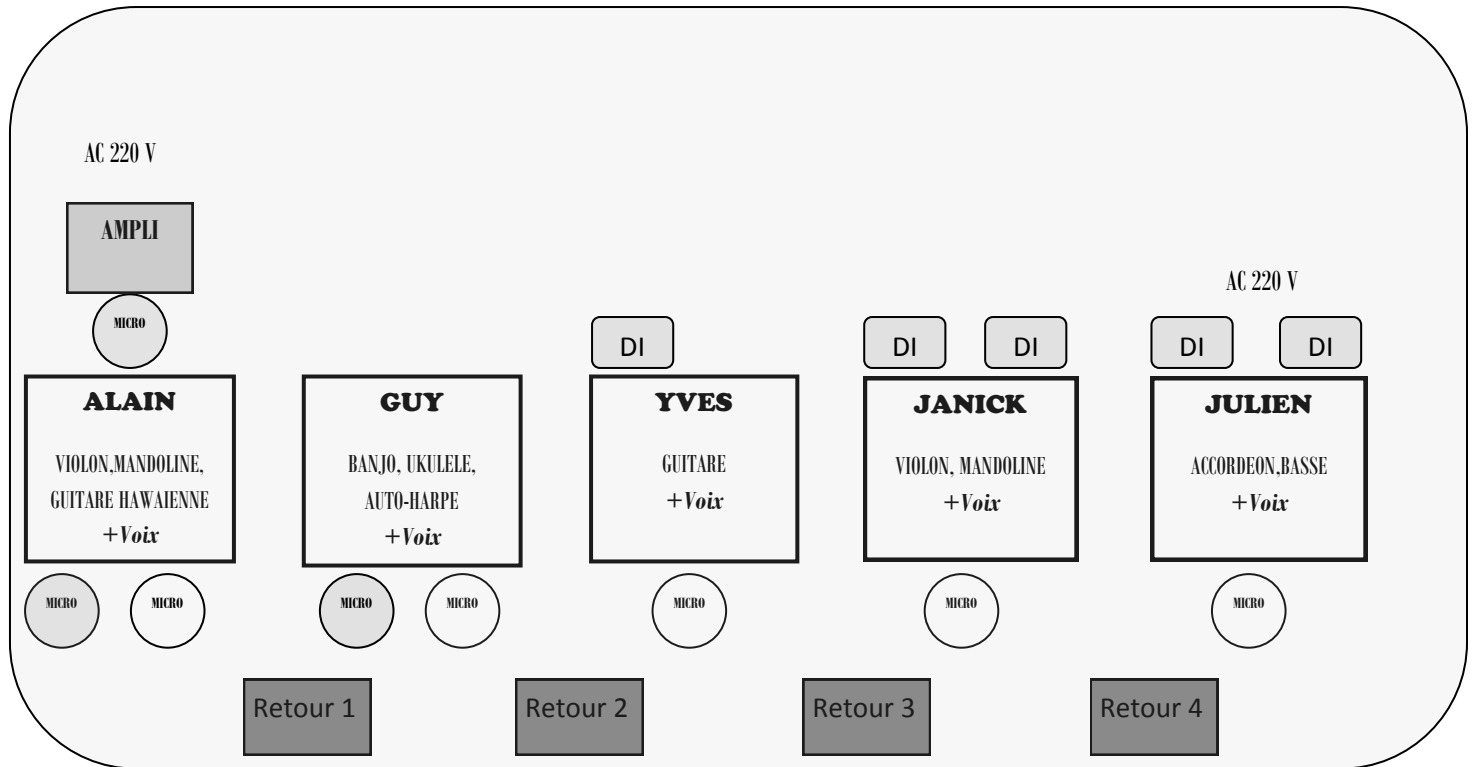 AC 220 V
AMPLI
MICRO
AC 220 V
DI
DI
DI
DI
DI
ALAIN
VIOLON,MANDOLINE,
GUITARE HAWAIENNE
+Voix
GUY
BANJO, UKULELE,
AUTO-HARPE
+Voix
YVES
GUITARE
+Voix
JANICK
VIOLON, MANDOLINE
+Voix
JULIEN
ACCORDEON,BASSE
+Voix
MICRO
MICRO
MICRO
MICRO
MICRO
MICRO
MICRO
Retour 1
Retour 2
Retour 3
Retour 4